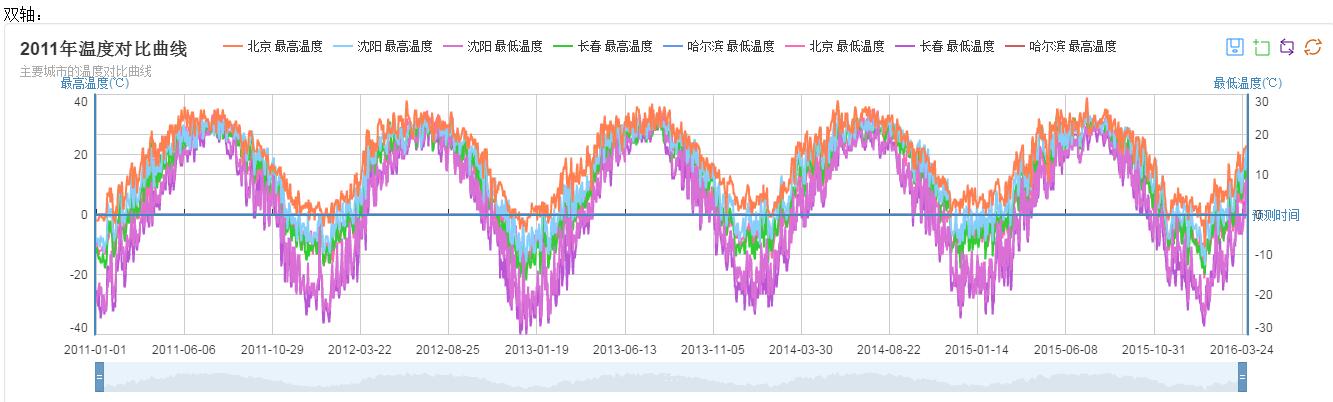 双轴：
2011年温度对比曲线
主要城市的温度对比曲线
北京 最高温度 沈阳 最高温度 沈阳 最低温度 长春 最高温度 哈尔滨 最低温度 北京 最低温度 长春 最低温度 哈尔滨 最高温度
最高温度(℃) 最低温度(℃)
40 30
20 20
10
0 0
-10
-20 -20
-40 -30
预测时间
2011-01-01 2011-06-06 2011-10-29 2012-03-22 2012-08-25 2013-01-19 2013-06-13 2013-11-05 2014-03-30 2014-08-22 2015-01-14 2015-06-08 2015-10-31 2016-03-24